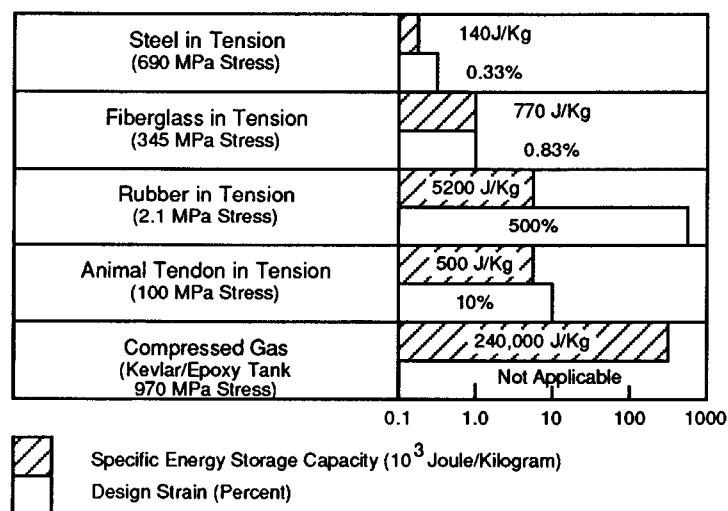 Steel in Tension
(690 MPa Stress)
140J/Kg
0.33%
Fiberglass in Tension
(345 MPa Stress)
770 J/Kg
0.83%
Rubber in Tension
(2.1 MPa Stress)
5200 J/Kg
500%
Animal Tendon in Tension
(100 MPa Stress)
500 J/Kg
10%
Compressed Gas
(Kevlar/Epoxy Tank
970 MPa Stress)
240,000 J/Kg
Not Applicable
0.1 1.0 10 100 1000
Specific Energy Storage Capacity (10³ Joule/Kilogram)
Design Strain (Percent)